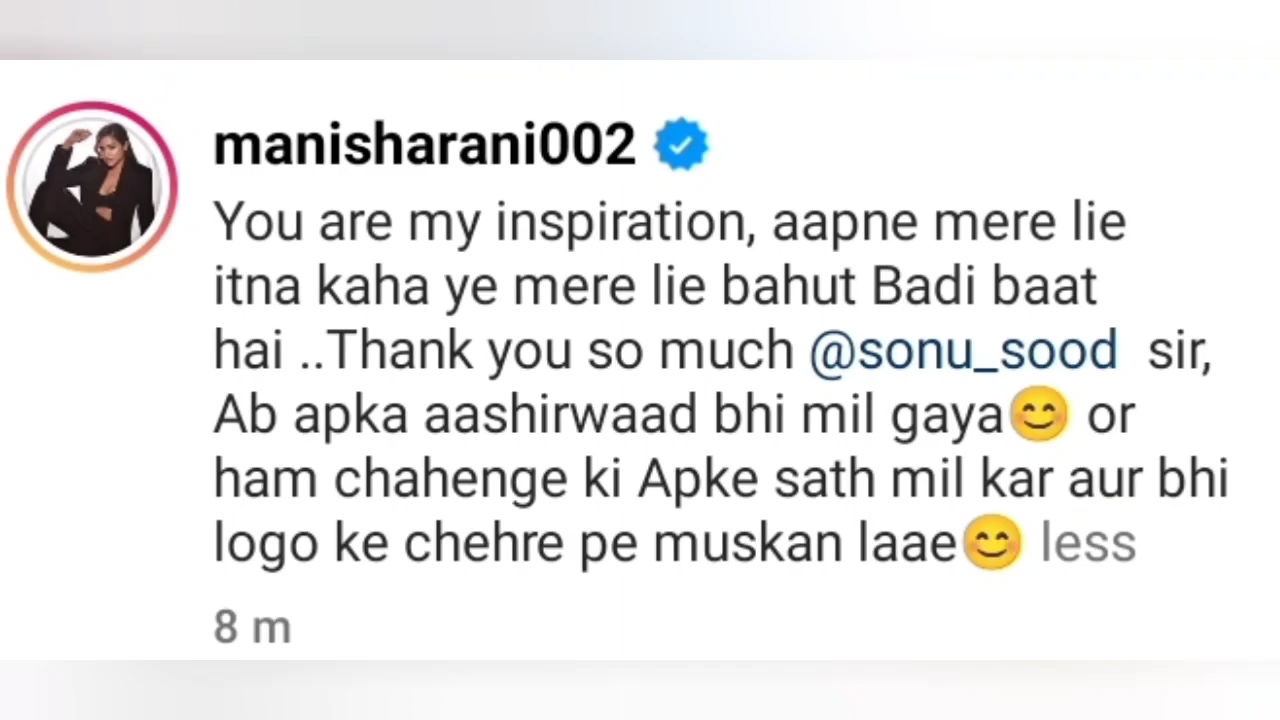 manisharani002
You are my inspiration, aapne mere lie
itna kaha ye mere lie bahut Badi baat
hai ..Thank you so much @sonu_sood sir,
Ab apka aashirwaad bhi mil gaya😊 or
ham chahenge ki Apke sath mil kar aur bhi
logo ke chehre pe muskan laae😊 less
8 m